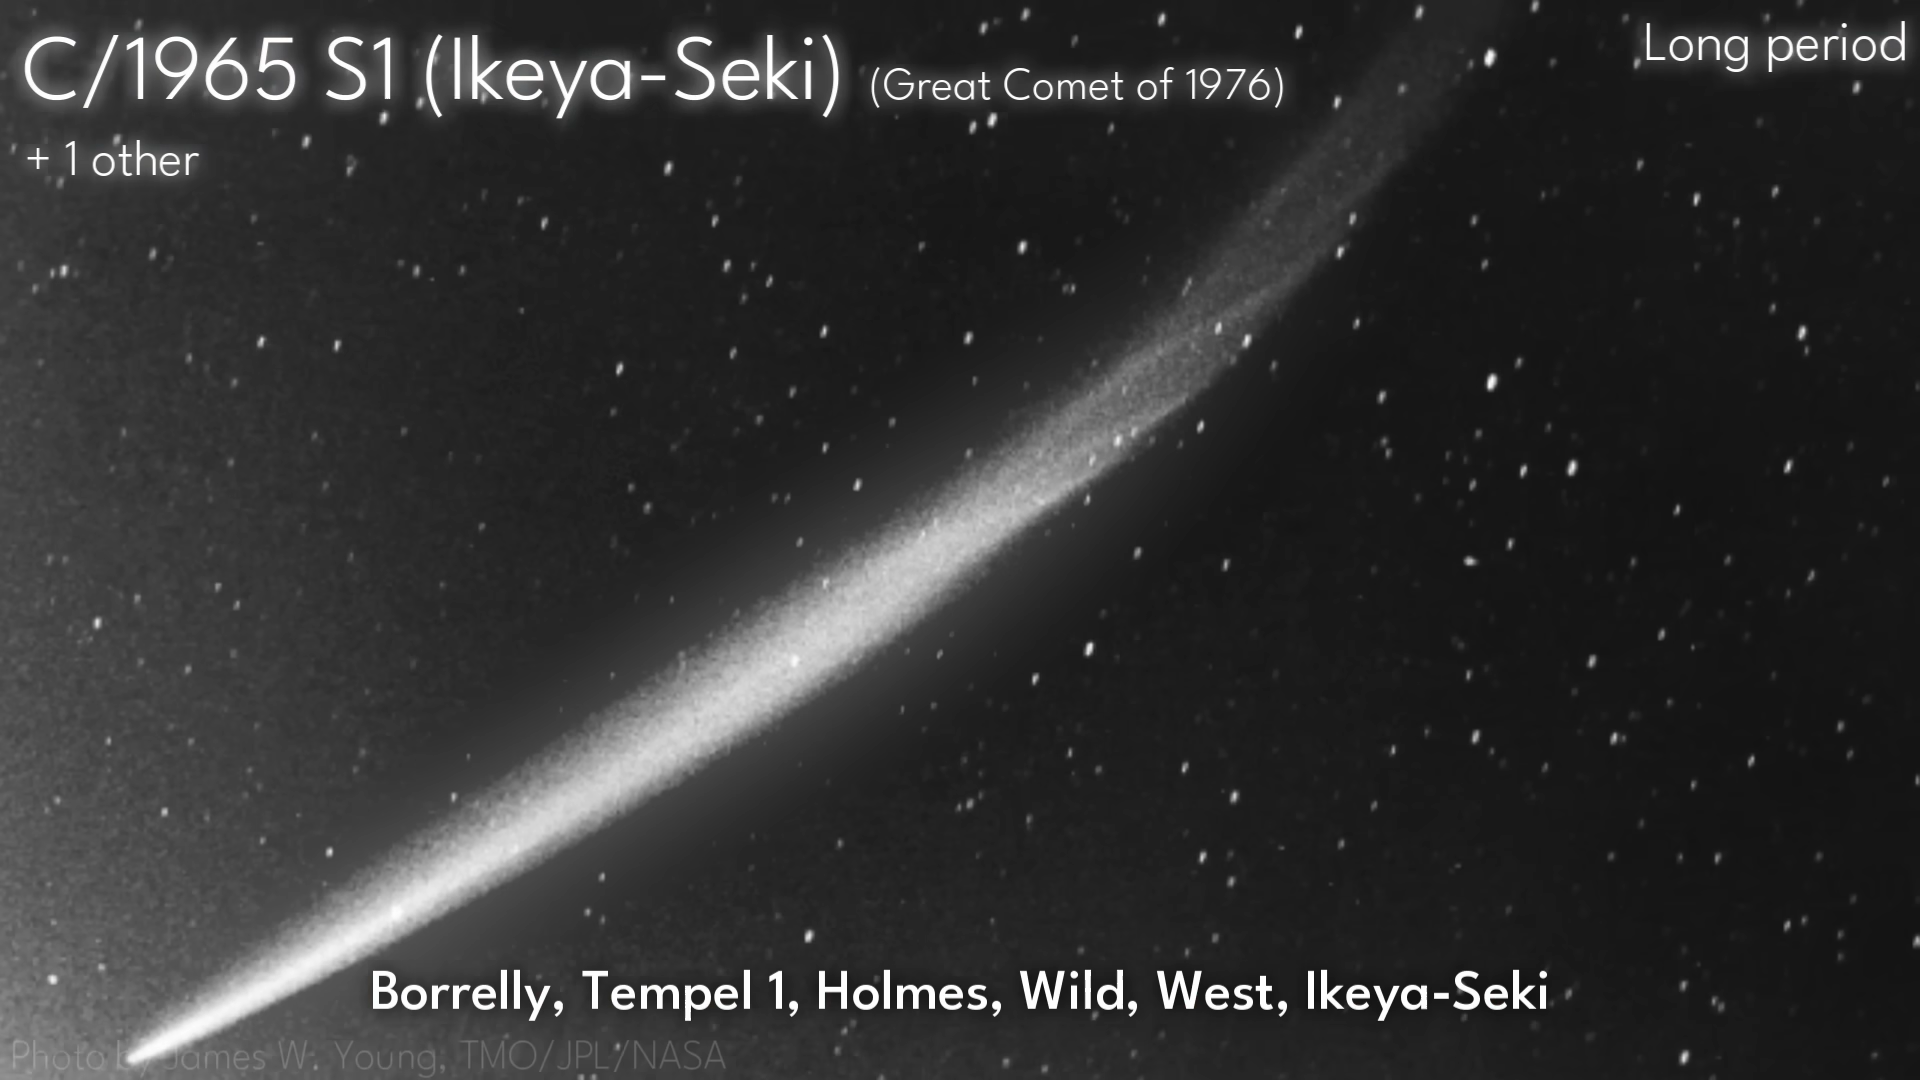 C/1965 S1 (Ikeya-Seki) (Great Comet of 1976)
Long period
+ 1 other
Borrelly, Tempel 1, Holmes, Wild, West, Ikeya-Seki
Photo by James W. Young, TMO/JPL/NASA